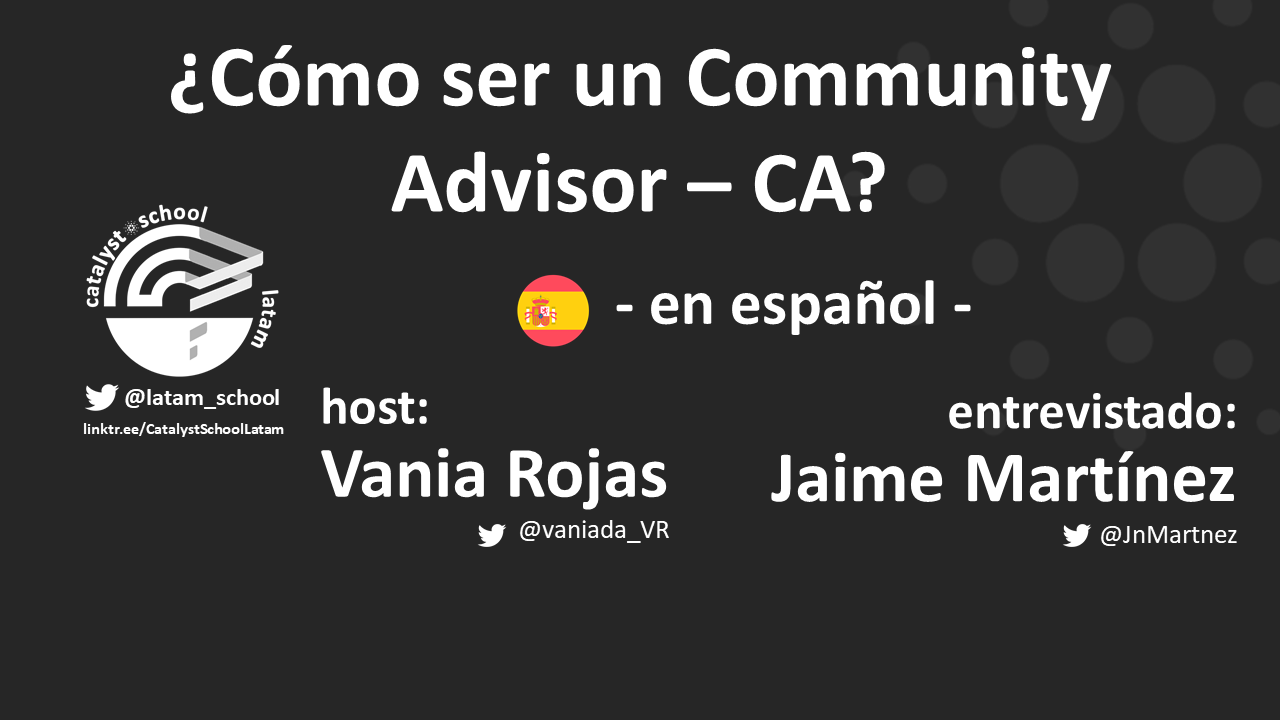 ¿Cómo ser un Community
Advisor – CA?
catalyst school
latam
- en español -
@latam_school
linktr.ee/CatalystSchoolLatam
host:
Vania Rojas
@vaniada_VR
entrevistado:
Jaime Martínez
@JnMartnez